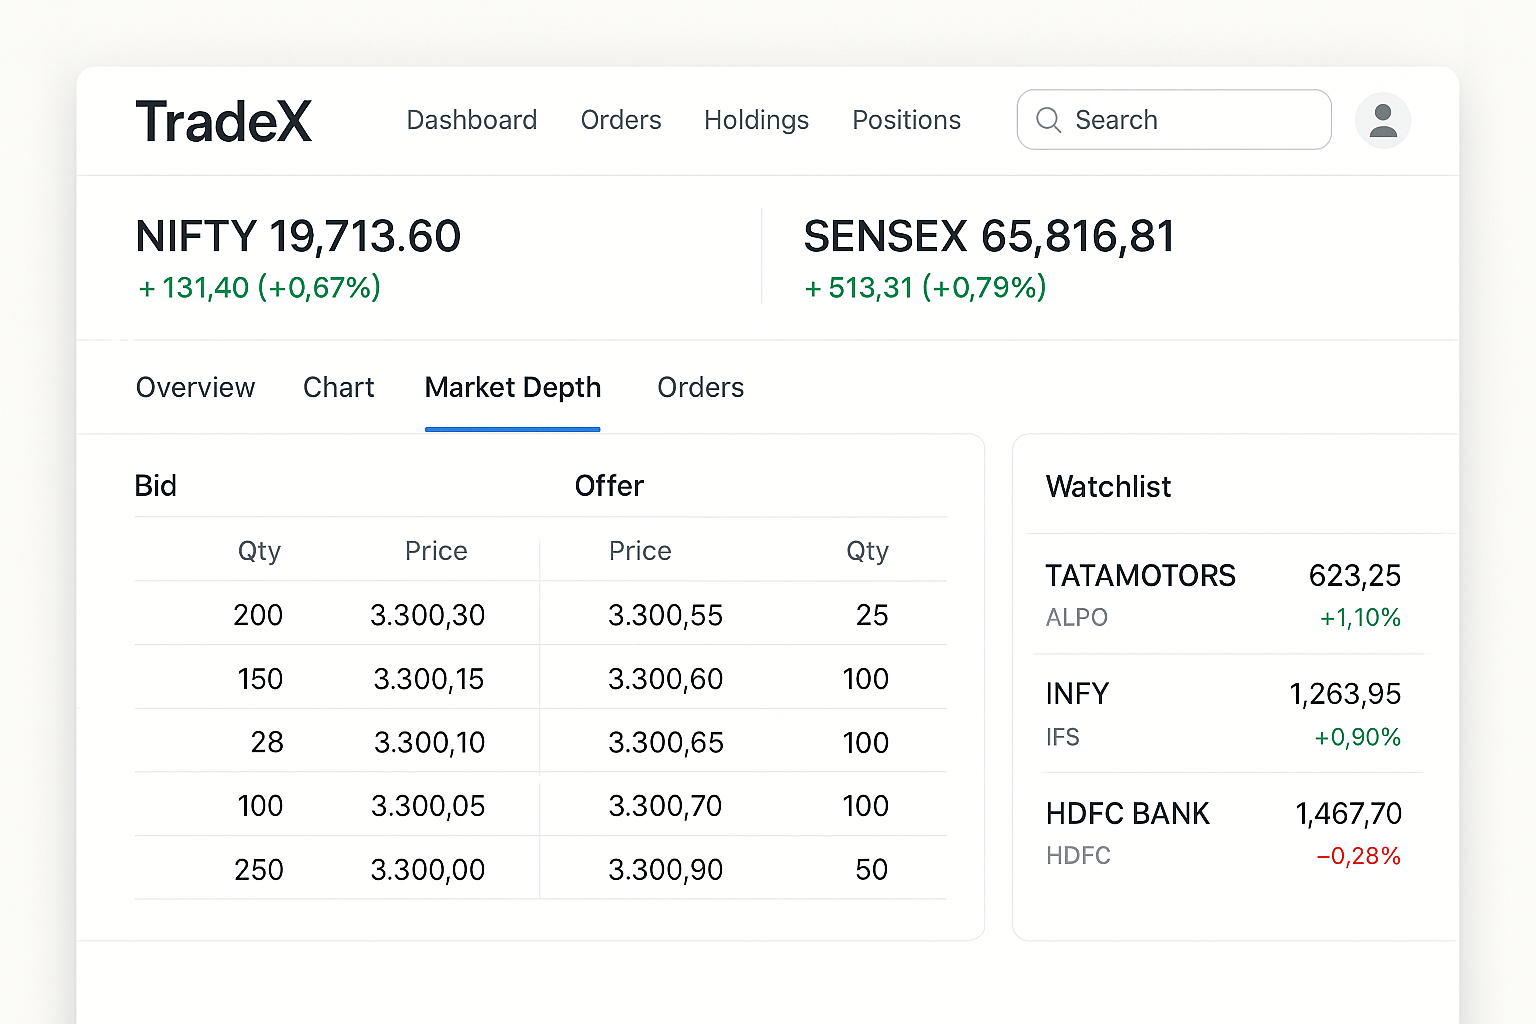 TradeX Dashboard Orders Holdings Positions Search
NIFTY 19,713.60
+ 131,40 (+0,67%)
SENSEX 65,816,81
+ 513,31 (+0,79%)
Overview Chart Market Depth Orders
Bid Offer
Qty Price Price Qty
200 3.300,30 3.300,55 25
150 3.300,15 3.300,60 100
28 3.300,10 3.300,65 100
100 3.300,05 3.300,70 100
250 3.300,00 3.300,90 50
Watchlist
TATAMOTORS 623,25
ALPO +1,10%
INFY 1,263,95
IFS +0,90%
HDFC BANK 1,467,70
HDFC −0,28%